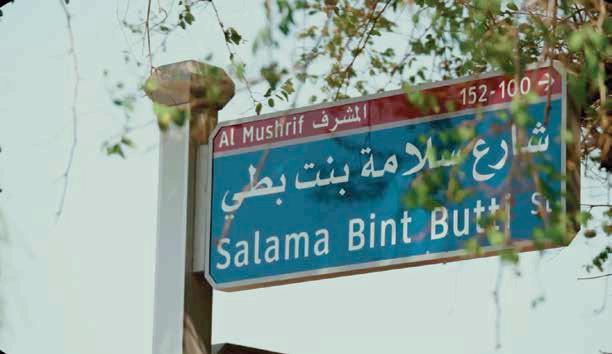 Al Mushrif المشرف 152-100 →
شارع سلامة بنت بطي
Salama Bint Butti St